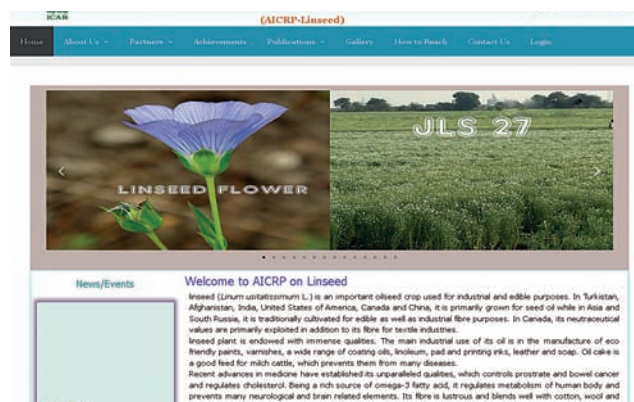 ICAR
(AICRP-Linseed)
Home About Us Partners Achievements Publications Gallery How to Reach Contact Us Login
JLS 27
LINSEED FLOWER
News/Events
Welcome to AICRP on Linseed
linseed (Linum usitatissimum L.) is an important oilseed crop used for industrial and edible purposes. In Turkistan,
Afghanistan, India, United States of America, Canada and China, it is primarily grown for seed oil while in Asia and
South Russia, it is traditionally cultivated for edible as well as industrial fibre purposes. In Canada, its neutraceutical
values are primarily exploited in addition to its fibre for textile industries.
linseed plant is endowed with immense qualities. The main industrial use of its oil is in the manufacture of eco
friendly paints, varnishes, a wide range of coating oils, linoleum, pad and printing inks, leather and soap. Oil cake is
a good feed for milch cattle, which prevents them from many diseases.
Recent advances in medicine have established its unparalleled qualities, which controls prostrate and bowel cancer
and regulates cholesterol. Being a rich source of omega-3 fatty acid, it regulates metabolism of human body and
prevents many neurological and brain related elements. Its fibre is lustrous and blends well with cotton, wool and